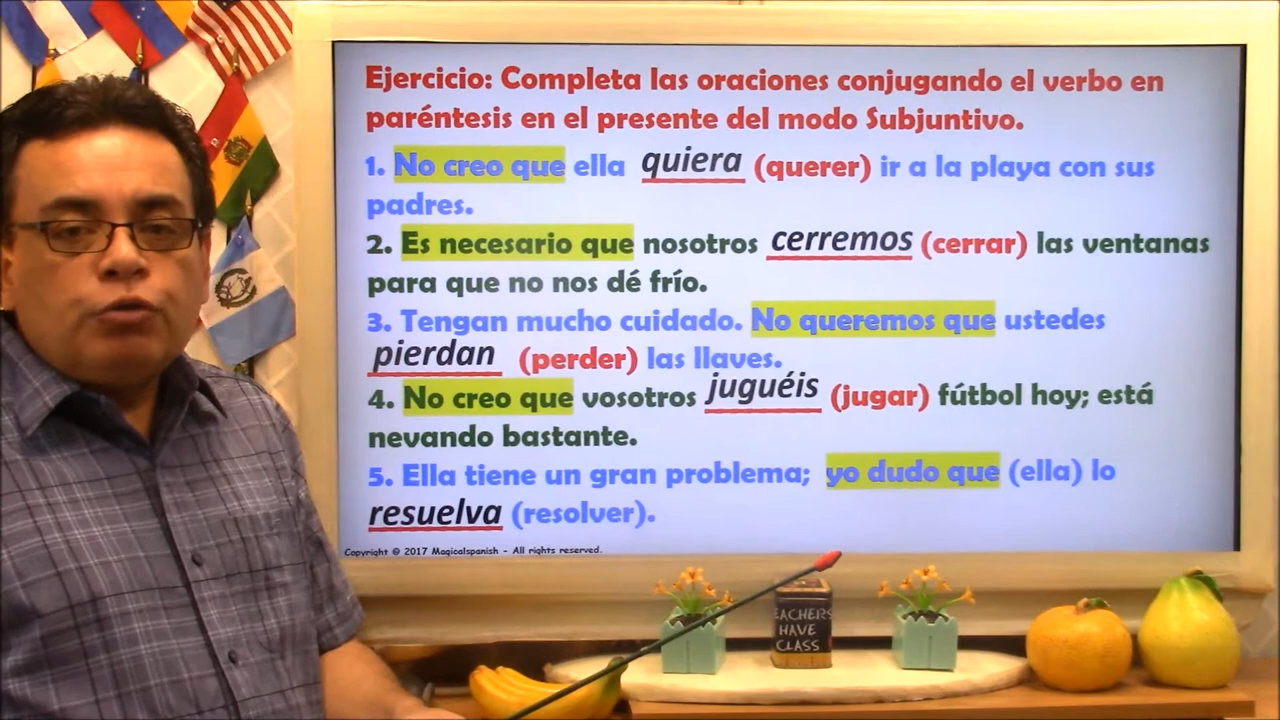 Ejercicio: Completa las oraciones conjugando el verbo en
paréntesis en el presente del modo Subjuntivo.
1. No creo que ella quiera (querer) ir a la playa con sus
padres.
2. Es necesario que nosotros cerremos (cerrar) las ventanas
para que no nos dé frío.
3. Tengan mucho cuidado. No queremos que ustedes
pierdan (perder) las llaves.
4. No creo que vosotros juguéis (jugar) fútbol hoy; está
nevando bastante.
5. Ella tiene un gran problema; yo dudo que (ella) lo
resuelva (resolver).
Copyright © 2017 Magicalspanish - All rights reserved.
EACHERS
HAVE
CLASS